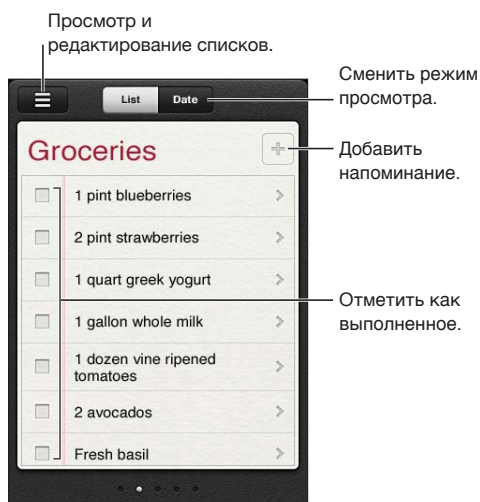 Просмотр и
редактирование списков.
Сменить режим
просмотра.
List Date
Groceries
Добавить
напоминание.
1 pint blueberries
2 pint strawberries
1 quart greek yogurt
1 gallon whole milk
Отметить как
выполненное.
1 dozen vine ripened
tomatoes
2 avocados
Fresh basil